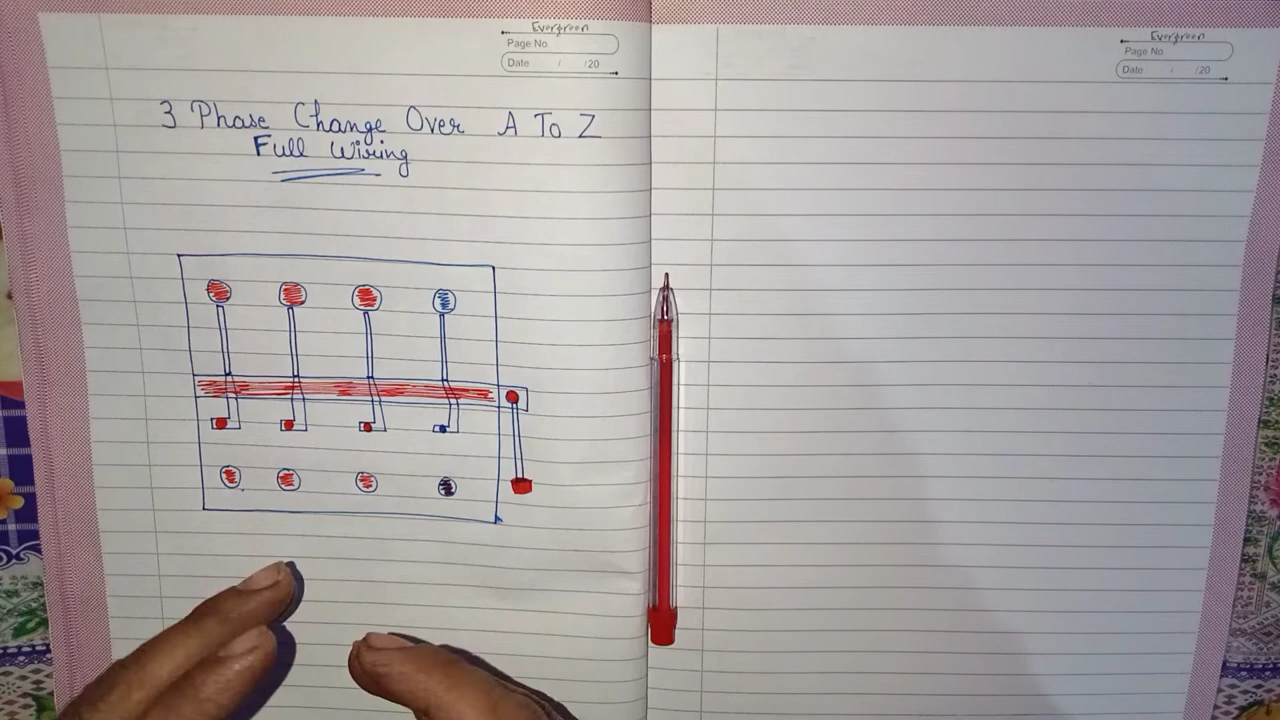 Evergreen
Page No
Date / /20
3 Phase Change Over A To Z
Full Wiring
Evergreen
Page No
Date / /20